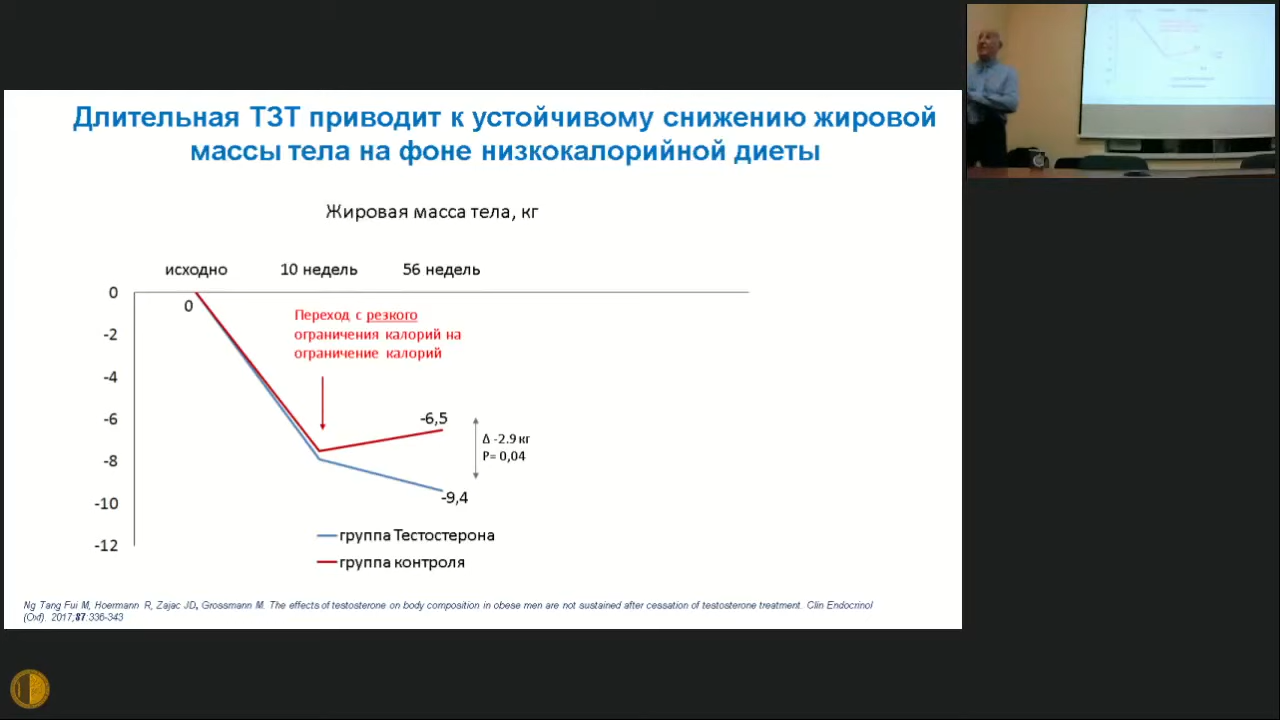 Длительная ТЗТ приводит к устойчивому снижению жировой
массы тела на фоне низкокалорийной диеты
Жировая масса тела, кг
исходно 10 недель 56 недель
0
0
-2
-4
-6
-8
-10
-12
Переход с резкого
ограничения калорий на
ограничение калорий
-6,5
Δ -2.9 кг
P= 0,04
-9,4
группа Тестостерона
группа контроля
Ng Tang Fui M, Hoermann R, Zajac JD, Grossmann M. The effects of testosterone on body composition in obese men are not sustained after cessation of testosterone treatment. Clin Endocrinol
(Oxf). 2017;87:336-343